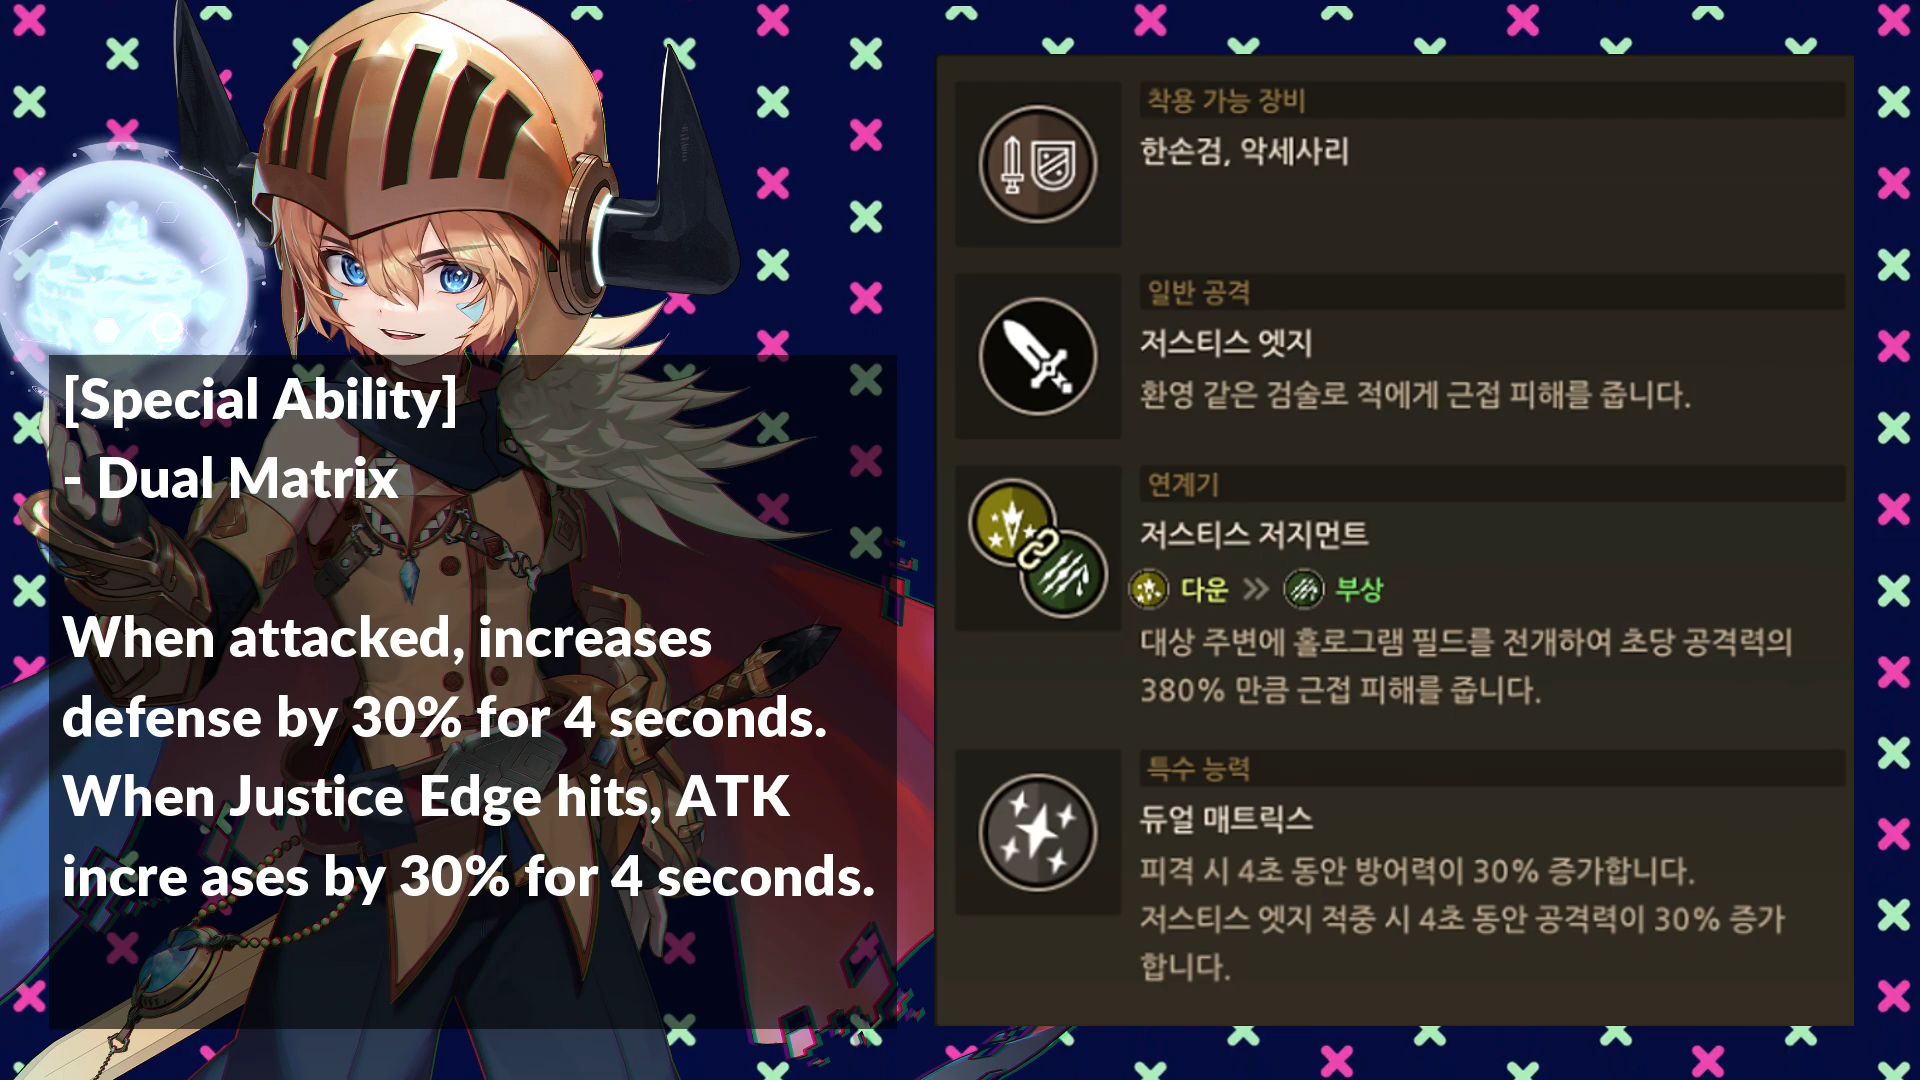 [Special Ability]
- Dual Matrix
When attacked, increases
defense by 30% for 4 seconds.
When Justice Edge hits, ATK
incre ases by 30% for 4 seconds.
착용 가능 장비
한손검, 악세사리
일반 공격
저스티스 엣지
환영 같은 검술로 적에게 근접 피해를 줍니다.
연계기
저스티스 저지먼트
다운 >> 부상
대상 주변에 홀로그램 필드를 전개하여 초당 공격력의
380% 만큼 근접 피해를 줍니다.
특수 능력
듀얼 매트릭스
피격 시 4초 동안 방어력이 30% 증가합니다.
저스티스 엣지 적중 시 4초 동안 공격력이 30% 증가
합니다.